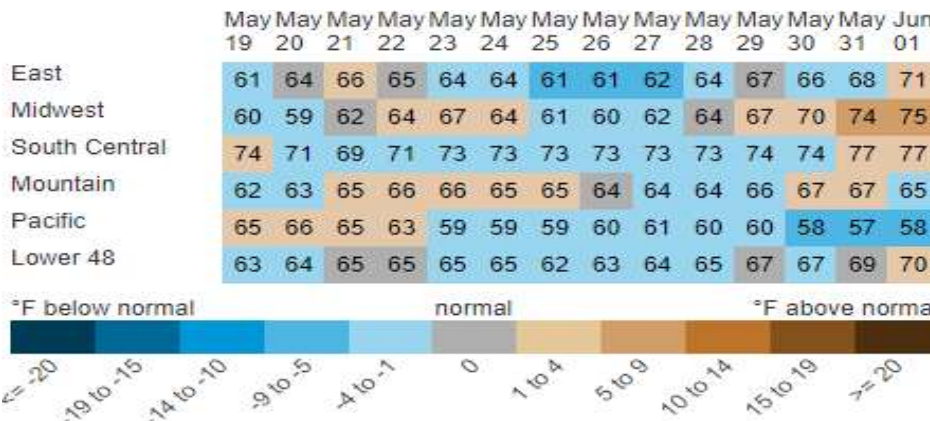 May May May May May May May May May May May May May Jun
19 20 21 22 23 24 25 26 27 28 29 30 31 01
East 61 64 66 65 64 64 61 61 62 64 67 66 68 71
Midwest 60 59 62 64 67 64 61 60 62 64 67 70 74 75
South Central 74 71 69 71 73 73 73 73 73 73 74 74 77 77
Mountain 62 63 65 66 66 65 65 64 64 64 66 67 67 65
Pacific 65 66 65 63 59 59 59 60 61 60 60 58 57 58
Lower 48 63 64 65 65 65 65 62 63 64 65 67 67 69 70
°F below normal normal °F above norma
<= -20 -19 to -15 -14 to -10 -9 to -5 -4 to -1 0 1 to 4 5 to 9 10 to 14 15 to 19 >= 20